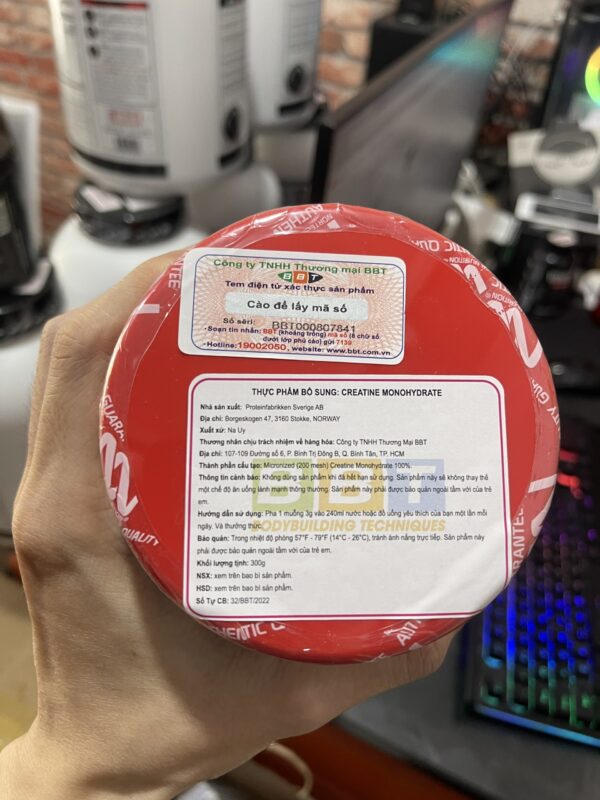 Công ty TNHH Thương mại BBT
BBT
Tem điện tử xác thực sản phẩm
Cào để lấy mã số
Số sêri: BBT000807841
•Soạn tin nhắn: BBT (khoảng trống) mã số (8 chữ số
dưới lớp phủ cào) gửi 7139
•Hotline:19002050, website: www.bbt.com.vn
THỰC PHẨM BỔ SUNG: CREATINE MONOHYDRATE
Nhà sản xuất: Proteinfabrikken Sverige AB
Địa chỉ: Borgeskogen 47, 3160 Stokke, NORWAY
Xuất xứ: Na Uy
Thương nhân chịu trách nhiệm về hàng hóa: Công ty TNHH Thương Mại BBT
Địa chỉ: 107-109 Đường số 6, P. Bình Trị Đông B, Q. Bình Tân, TP. HCM
Thành phần cấu tạo: Micronized (200 mesh) Creatine Monohydrate 100%.
Thông tin cảnh báo: Không dùng sản phẩm khi đã hết hạn sử dụng. Sản phẩm này sẽ không thay thế
một chế độ ăn uống lành mạnh thông thường. Sản phẩm này phải được bảo quản ngoài tầm với của trẻ
em.
Hướng dẫn sử dụng: Pha 1 muỗng 3g vào 240ml nước hoặc đồ uống yêu thích của bạn một lần mỗi
ngày. Và thưởng thức.
Bảo quản: Trong nhiệt độ phòng 57°F - 79°F (14°C - 26°C), tránh ánh nắng trực tiếp. Sản phẩm này
phải được bảo quản ngoài tầm với của trẻ em.
Khối lượng tịnh: 300g
NSX: xem trên bao bì sản phẩm.
HSD: xem trên bao bì sản phẩm.
Số Tự CB: 32/BBT/2022
BBT
BODYBUILDING TECHNIQUES